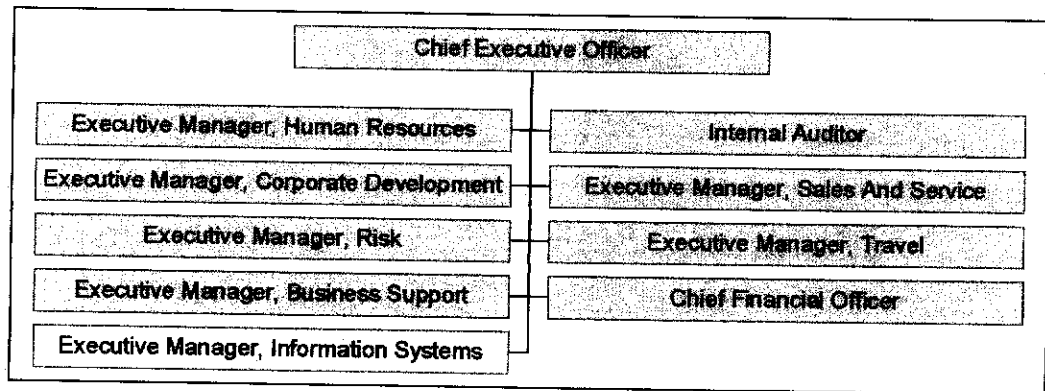 Chief Executive Officer
Executive Manager, Human Resources
Internal Auditor
Executive Manager, Corporate Development
Executive Manager, Sales And Service
Executive Manager, Risk
Executive Manager, Travel
Executive Manager, Business Support
Chief Financial Officer
Executive Manager, Information Systems